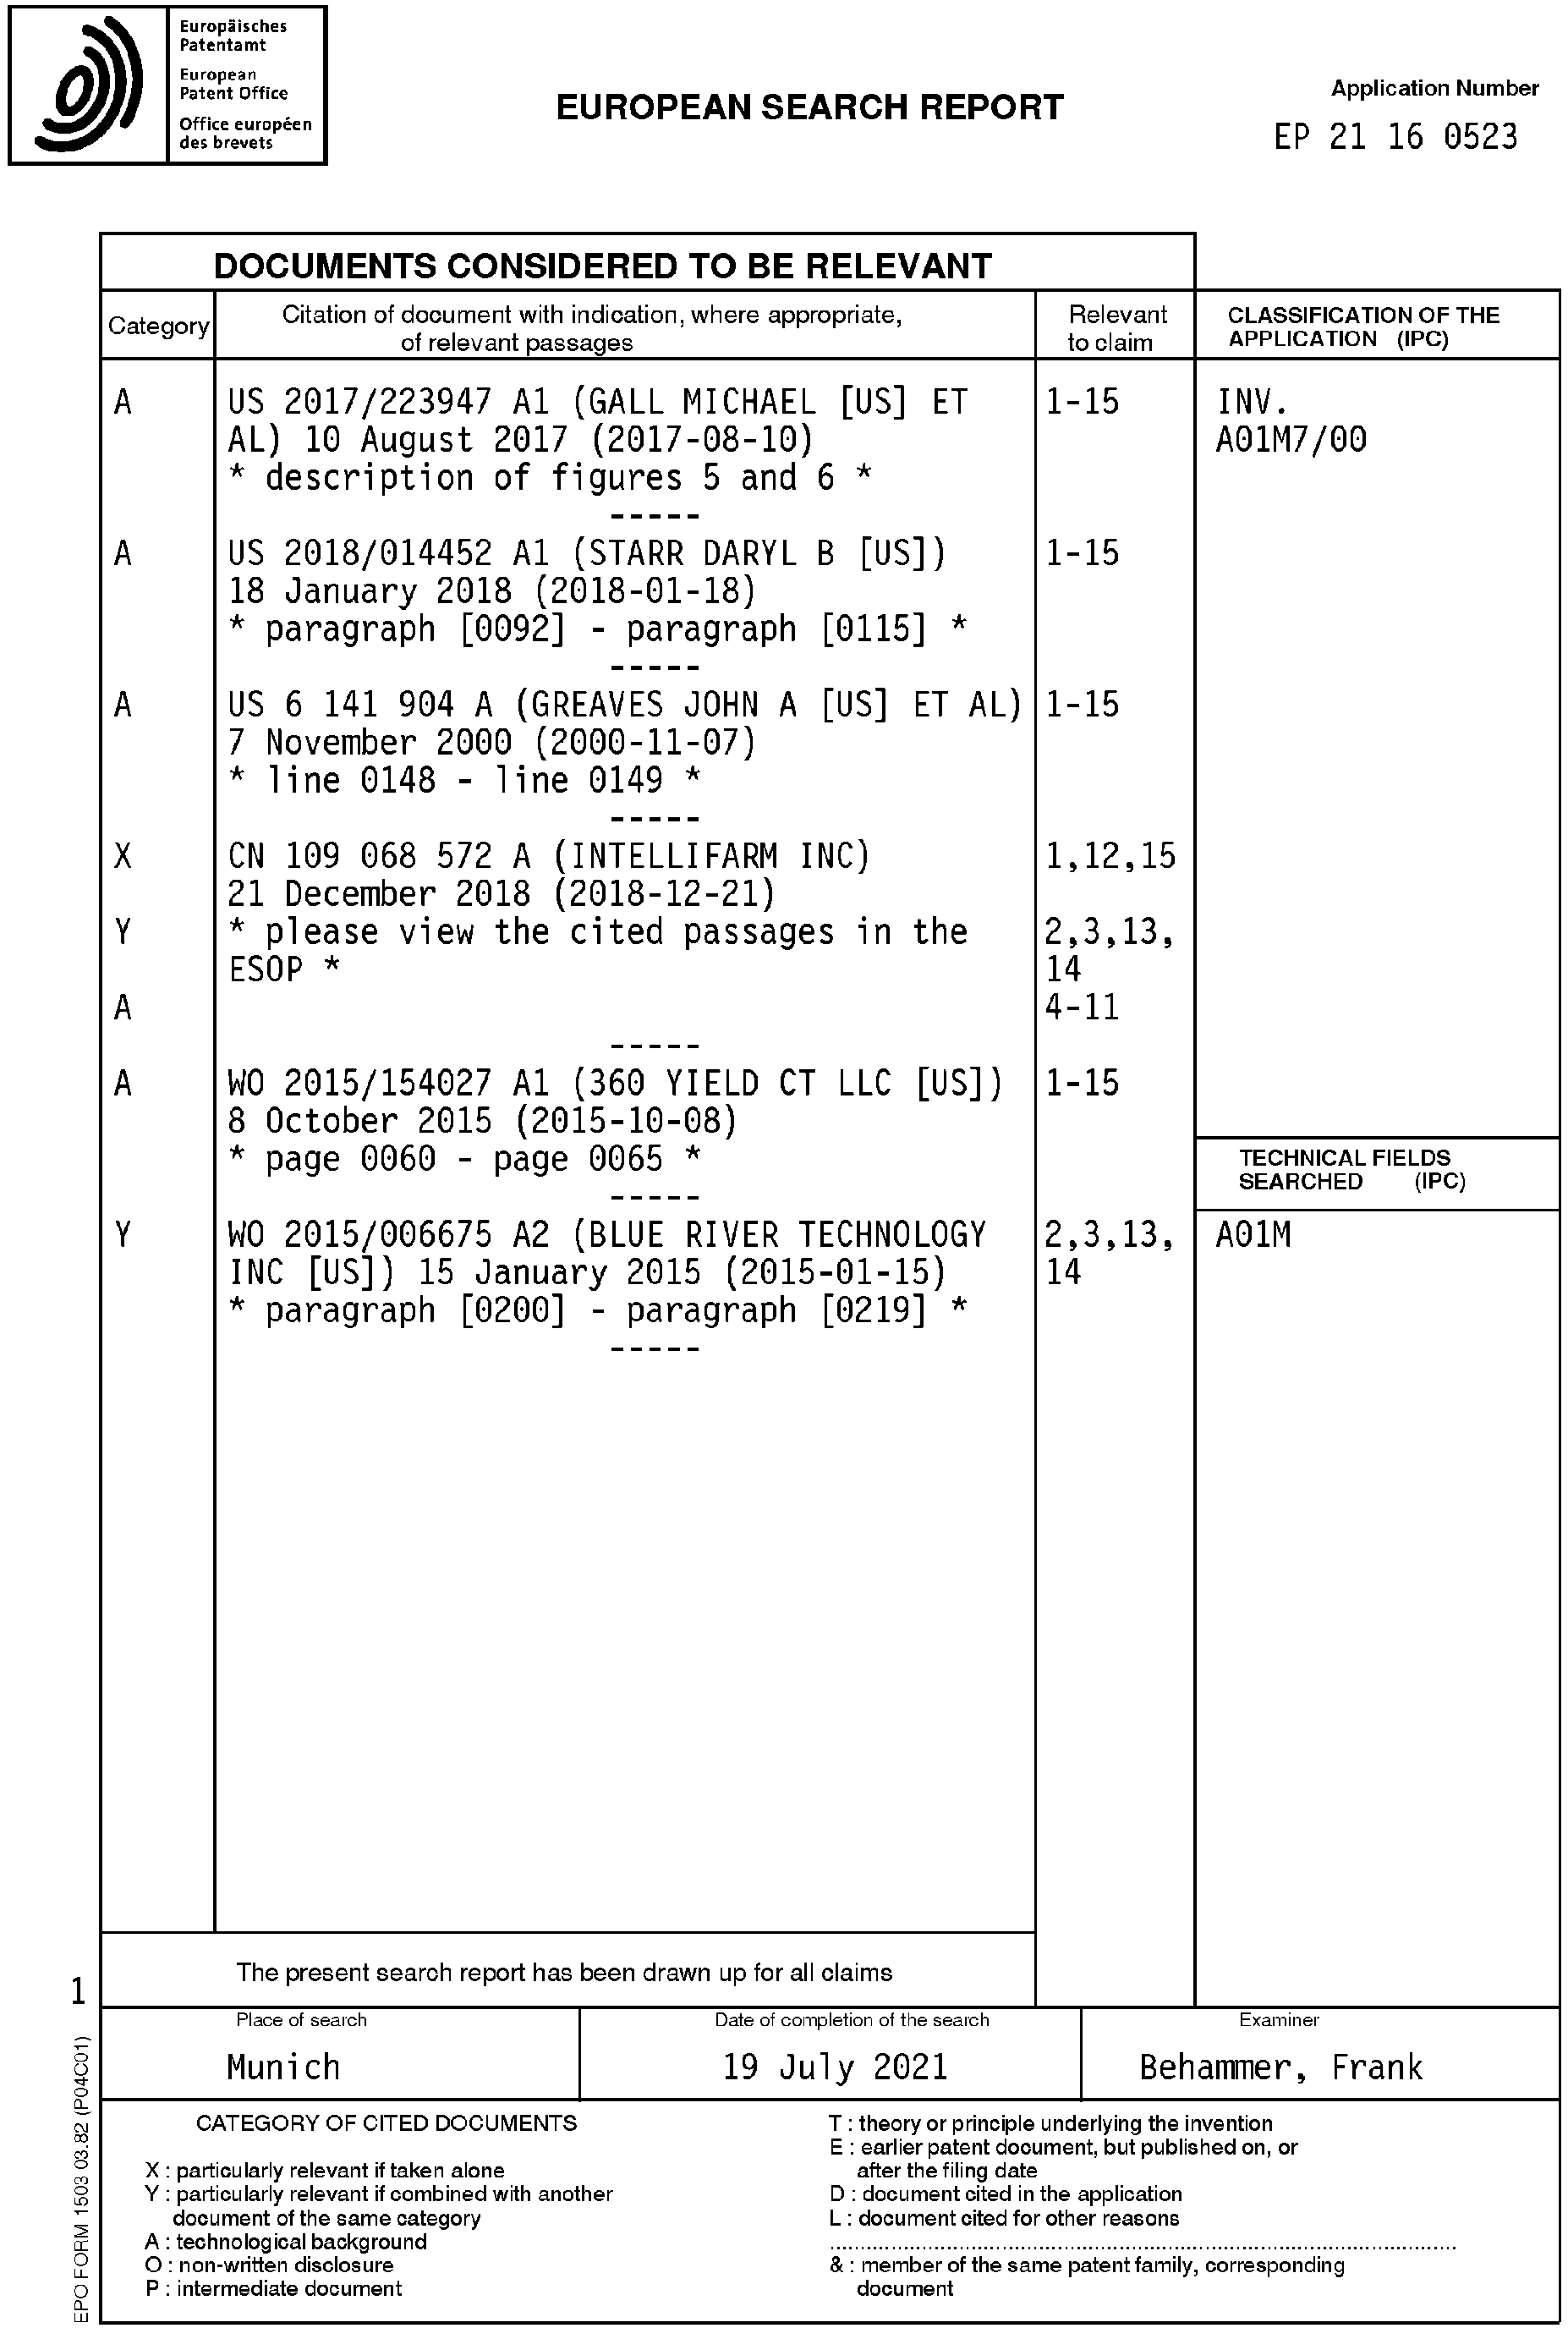 Europäisches
Patentamt
European
Patent Office
Office européen
des brevets
EUROPEAN SEARCH REPORT
Application Number
EP 21 16 0523
DOCUMENTS CONSIDERED TO BE RELEVANT
Category
Citation of document with indication, where appropriate,
of relevant passages
Relevant
to claim
CLASSIFICATION OF THE
APPLICATION (IPC)
A US 2017/223947 A1 (GALL MICHAEL [US] ET 1-15 INV.
AL) 10 August 2017 (2017-08-10) A01M7/00
* description of figures 5 and 6 *
-----
A US 2018/014452 A1 (STARR DARYL B [US]) 1-15
18 January 2018 (2018-01-18)
* paragraph [0092] - paragraph [0115] *
-----
A US 6 141 904 A (GREAVES JOHN A [US] ET AL) 1-15
7 November 2000 (2000-11-07)
* line 0148 - line 0149 *
-----
X CN 109 068 572 A (INTELLIFARM INC) 1,12,15
21 December 2018 (2018-12-21)
Y * please view the cited passages in the 2,3,13,
ESOP * 14
A 4-11
-----
A WO 2015/154027 A1 (360 YIELD CT LLC [US]) 1-15
8 October 2015 (2015-10-08)
* page 0060 - page 0065 *
-----
TECHNICAL FIELDS
SEARCHED (IPC)
Y WO 2015/006675 A2 (BLUE RIVER TECHNOLOGY 2,3,13, A01M
INC [US]) 15 January 2015 (2015-01-15) 14
* paragraph [0200] - paragraph [0219] *
-----
The present search report has been drawn up for all claims
1
Place of search
Munich
Date of completion of the search
19 July 2021
Examiner
Behammer, Frank
CATEGORY OF CITED DOCUMENTS
X : particularly relevant if taken alone
Y : particularly relevant if combined with another
document of the same category
A : technological background
O : non-written disclosure
P : intermediate document
T : theory or principle underlying the invention
E : earlier patent document, but published on, or
after the filing date
D : document cited in the application
L : document cited for other reasons
& : member of the same patent family, corresponding
document
EPO FORM 1503 03.82 (P04C01)